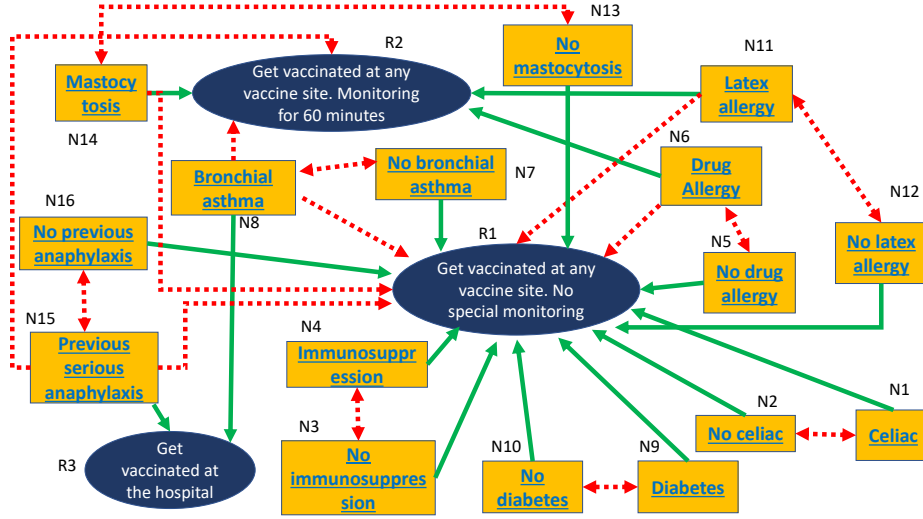 N13
R2
No
mastocytosis
N11
Mastocy
tosis
Get vaccinated at any
vaccine site. Monitoring
for 60 minutes
Latex
allergy
N14
N6
N7
No bronchial
asthma
Drug
Allergy
Bronchial
asthma
N12
N16
N8
No previous
anaphylaxis
R1
N5
No latex
allergy
Get vaccinated at any
vaccine site. No
special monitoring
No drug
allergy
N15
N4
Previous
serious
anaphylaxis
Immunosuppr
ession
N1
N2
No celiac
Celiac
N3
No
immunosuppres
sion
N10
N9
R3
Get
vaccinated at
the hospital
No
diabetes
Diabetes